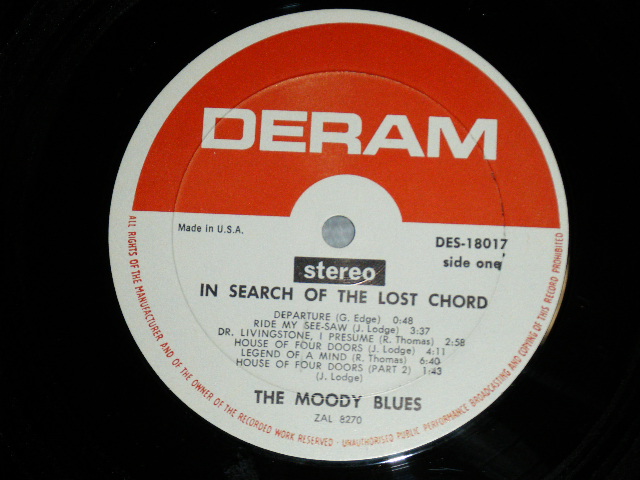 DERAM
Made in U.S.A.
DES-18017
side one
stereo
IN SEARCH OF THE LOST CHORD
DEPARTURE (G. Edge) 0:48
RIDE MY SEE-SAW (J. Lodge) 3:37
DR. LIVINGSTONE, I PRESUME (R. Thomas) 2:58
HOUSE OF FOUR DOORS (J. Lodge) 4:11
LEGEND OF A MIND (R. Thomas) 6:40
HOUSE OF FOUR DOORS (PART 2) 1:43
(J. Lodge)
THE MOODY BLUES
ZAL 8270
ALL RIGHTS OF THE MANUFACTURER AND OF THE OWNER OF THE RECORDED WORK RESERVED · UNAUTHORISED PUBLIC PERFORMANCE BROADCASTING AND COPYING OF THIS RECORD PROHIBITED